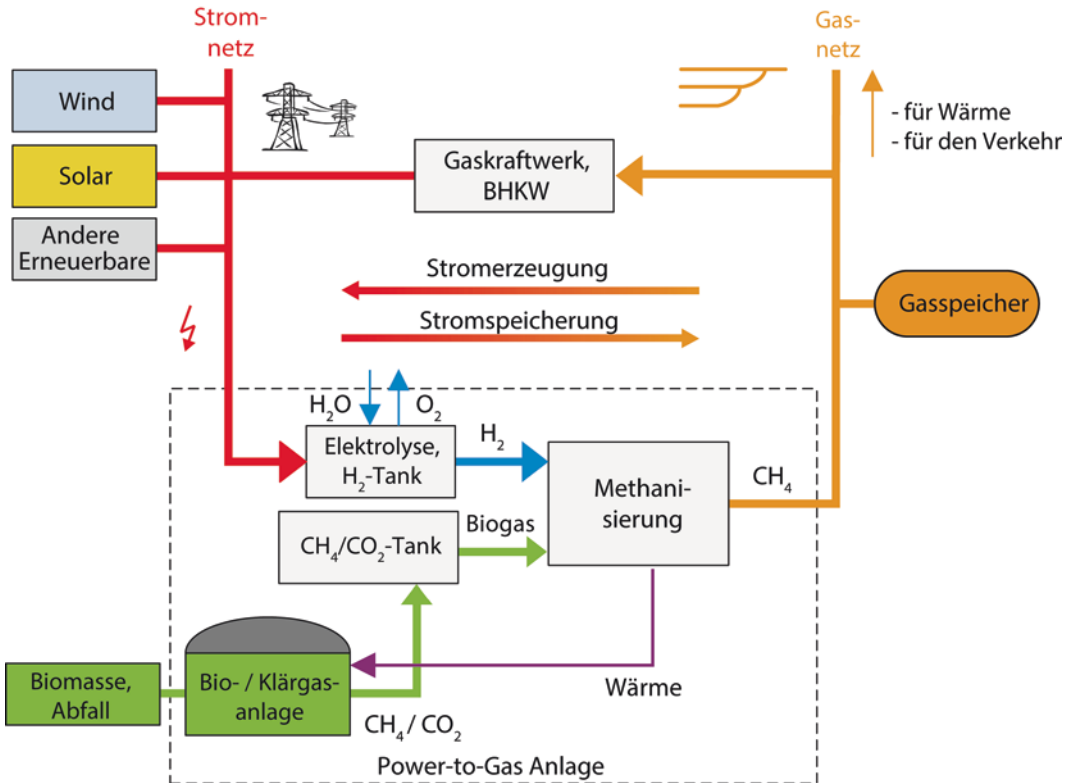 Strom-
netz
Gas-
netz
Wind
- für Wärme
- für den Verkehr
Solar
Gaskraftwerk,
BHKW
Andere
Erneuerbare
Stromerzeugung
Gasspeicher
Stromspeicherung
H₂O
O₂
Elektrolyse,
H₂-Tank
H₂
Methani-
sierung
CH₄
CH₄/CO₂-Tank
Biogas
Biomasse,
Abfall
Bio- / Klärgas-
anlage
Wärme
CH₄ / CO₂
Power-to-Gas Anlage